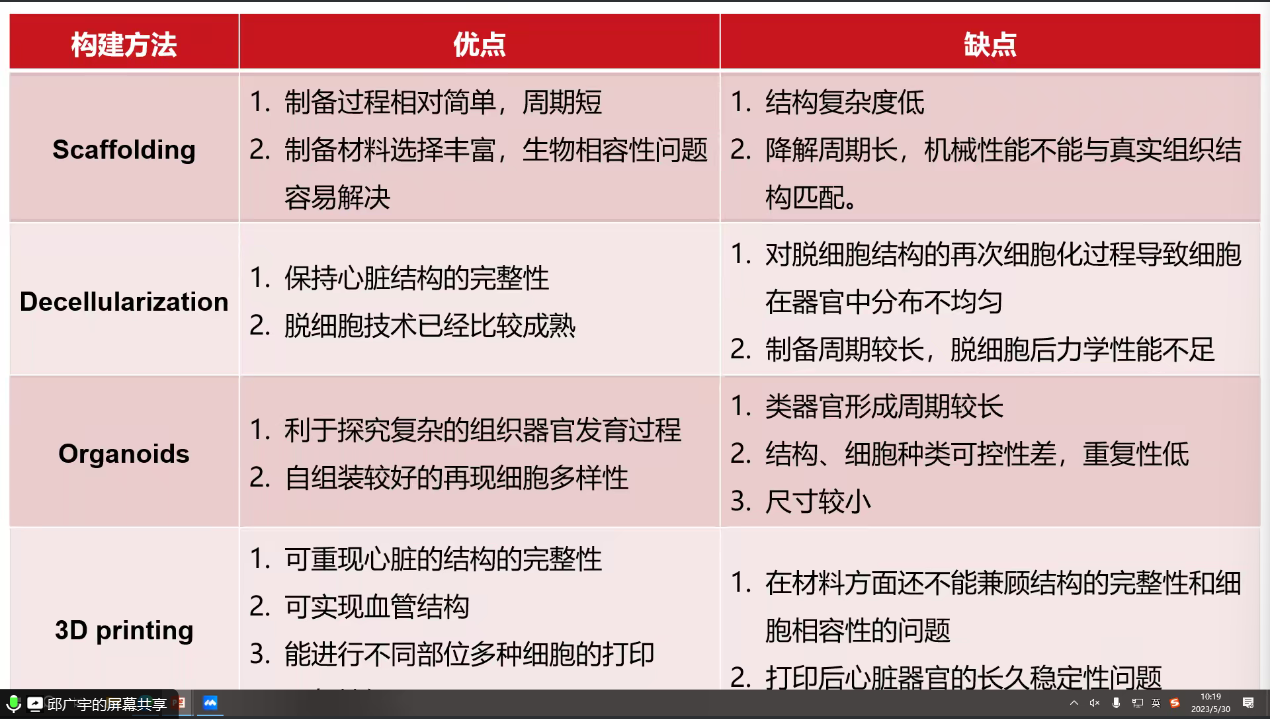 构建方法
优点
缺点
Scaffolding
1. 制备过程相对简单，周期短
2. 制备材料选择丰富，生物相容性问题
容易解决
1. 结构复杂度低
2. 降解周期长，机械性能不能与真实组织结
构匹配。
Decellularization
1. 保持心脏结构的完整性
2. 脱细胞技术已经比较成熟
1. 对脱细胞结构的再次细胞化过程导致细胞
在器官中分布不均匀
2. 制备周期较长，脱细胞后力学性能不足
Organoids
1. 利于探究复杂的组织器官发育过程
2. 自组装较好的再现细胞多样性
1. 类器官形成周期较长
2. 结构、细胞种类可控性差，重复性低
3. 尺寸较小
3D printing
1. 可重现心脏的结构的完整性
2. 可实现血管结构
3. 能进行不同部位多种细胞的打印
1. 在材料方面还不能兼顾结构的完整性和细
胞相容性的问题
2. 打印后心脏器官的长久稳定性问题
邱广宇的屏幕共享
英
10:19
2023/5/30